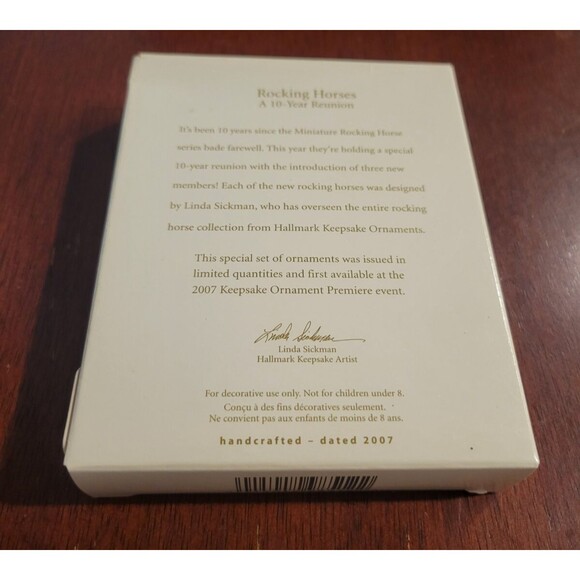 Rocking Horses
A 10-Year Reunion
It's been 10 years since the Miniature Rocking Horse
series bade farewell. This year they're holding a special
10-year reunion with the introduction of three new
members! Each of the new rocking horses was designed
by Linda Sickman, who has overseen the entire rocking
horse collection from Hallmark Keepsake Ornaments.
This special set of ornaments was issued in
limited quantities and first available at the
2007 Keepsake Ornament Premiere event.
Linda Sickman
Linda Sickman
Hallmark Keepsake Artist
For decorative use only. Not for children under 8.
Conçu à des fins décoratives seulement.
Ne convient pas aux enfants de moins de 8 ans.
handcrafted – dated 2007